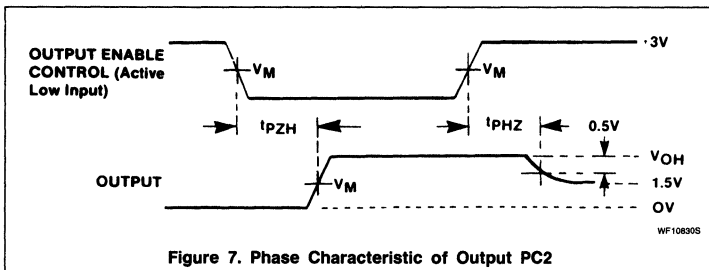 OUTPUT ENABLE
CONTROL (Active
Low Input)
VM
VM
3V
tPZH
tPHZ
0.5V
OUTPUT
VM
VOH
1.5V
OV
WF10830S
Figure 7. Phase Characteristic of Output PC2